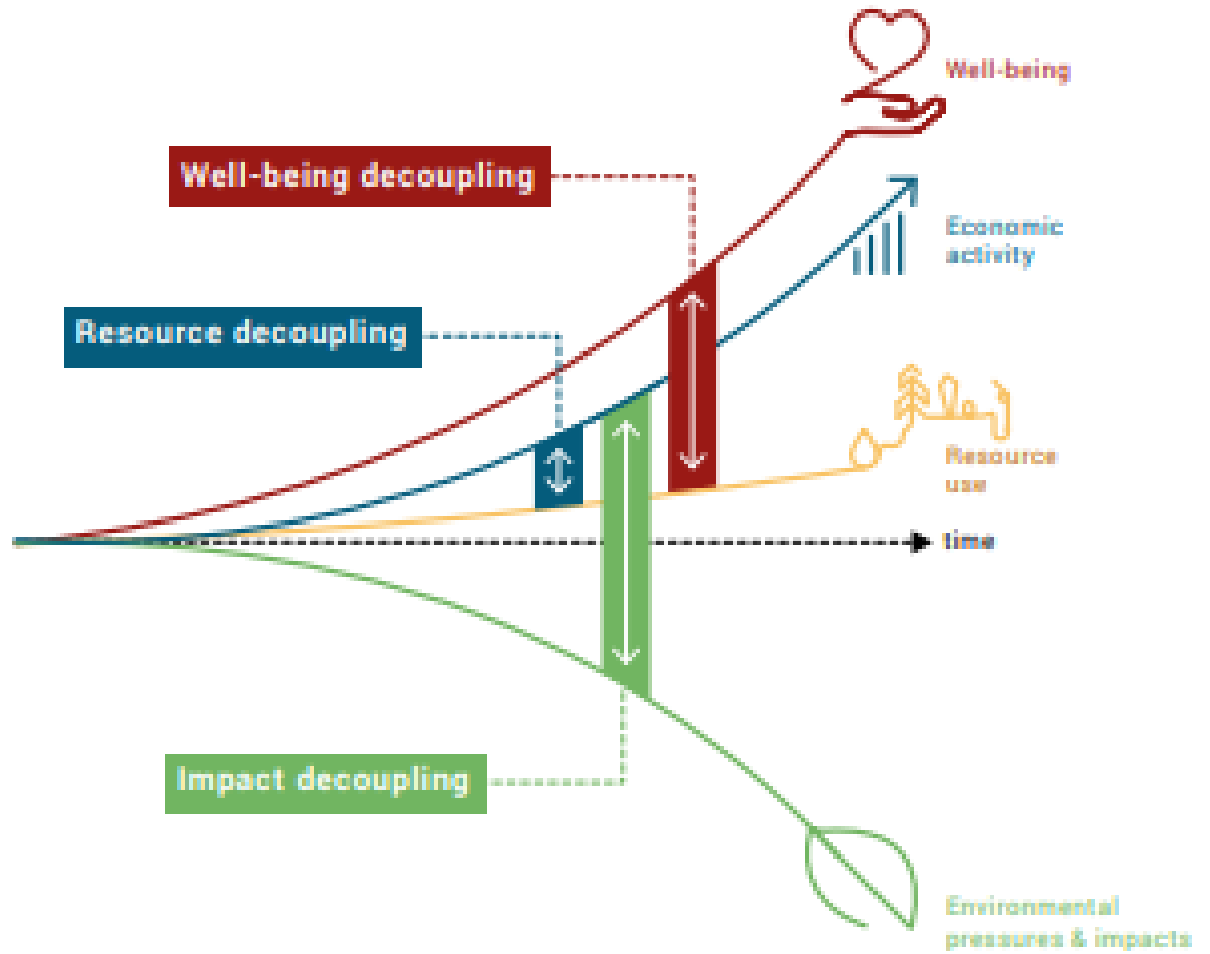 Well-being
Well-being decoupling
Economic
activity
Resource decoupling
Resource
use
time
Impact decoupling
Environmental
pressures & impacts